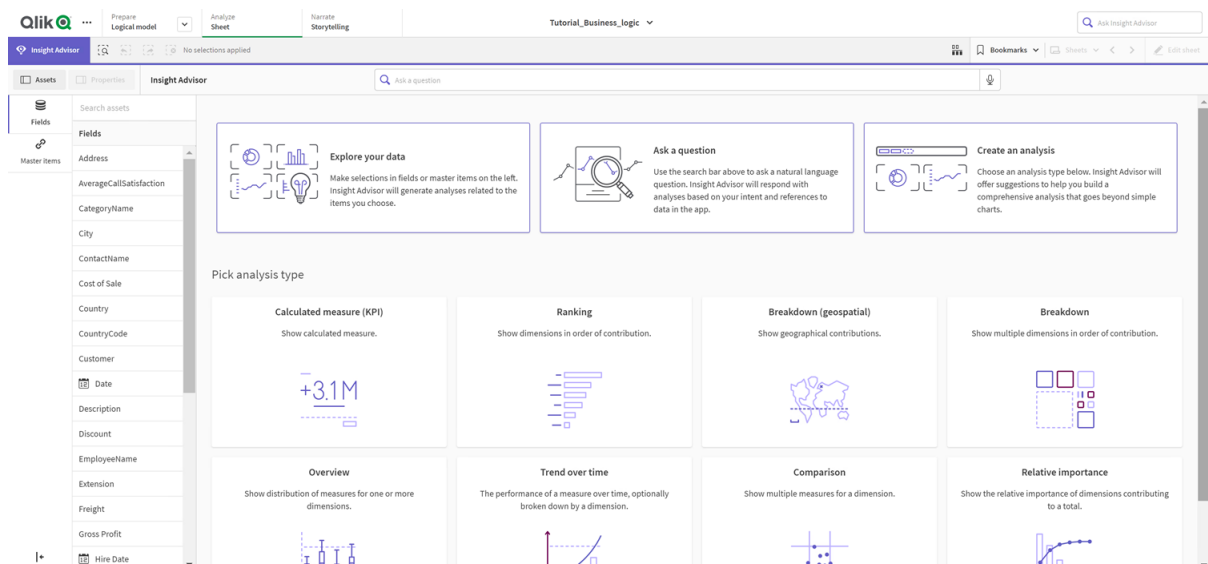 Qlik
Prepare
Logical model
Analyze
Sheet
Narrate
Storytelling
Tutorial_Business_logic
Ask Insight Advisor
Insight Advisor
No selections applied
Bookmarks
Sheets
Edit sheet
Assets
Properties
Insight Advisor
Ask a question
Fields
Master items
Search assets
Fields
Address
AverageCallSatisfaction
CategoryName
City
ContactName
Cost of Sale
Country
CountryCode
Customer
Date
Description
Discount
EmployeeName
Extension
Freight
Gross Profit
Hire Date
Explore your data
Make selections in fields or master items on the left.
Insight Advisor will generate analyses related to the
items you choose.
Ask a question
Use the search bar above to ask a natural language
question. Insight Advisor will respond with
analyses based on your intent and references to
data in the app.
Create an analysis
Choose an analysis type below. Insight Advisor will
offer suggestions to help you build a
comprehensive analysis that goes beyond simple
charts.
Pick analysis type
Calculated measure (KPI)
Show calculated measure.
+3.1M
Ranking
Show dimensions in order of contribution.
Breakdown (geospatial)
Show geographical contributions.
Breakdown
Show multiple dimensions in order of contribution.
Overview
Show distribution of measures for one or more
dimensions.
Trend over time
The performance of a measure over time, optionally
broken down by a dimension.
Comparison
Show multiple measures for a dimension.
Relative importance
Show the relative importance of dimensions contributing
to a total.